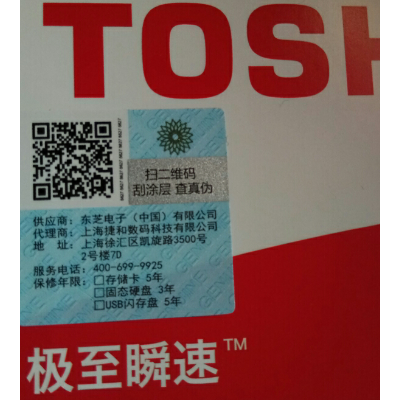 TOSH
扫二维码
刮涂层 查真伪
供应商：东芝电子（中国）有限公司
代理商：上海捷和数码科技有限公司
地　址：上海徐汇区凯旋路3500号
2号楼7D
服务电话：400-699-9925
保修年限：□存储卡 5年
□固态硬盘 3年
□USB闪存盘 5年
极至瞬速™